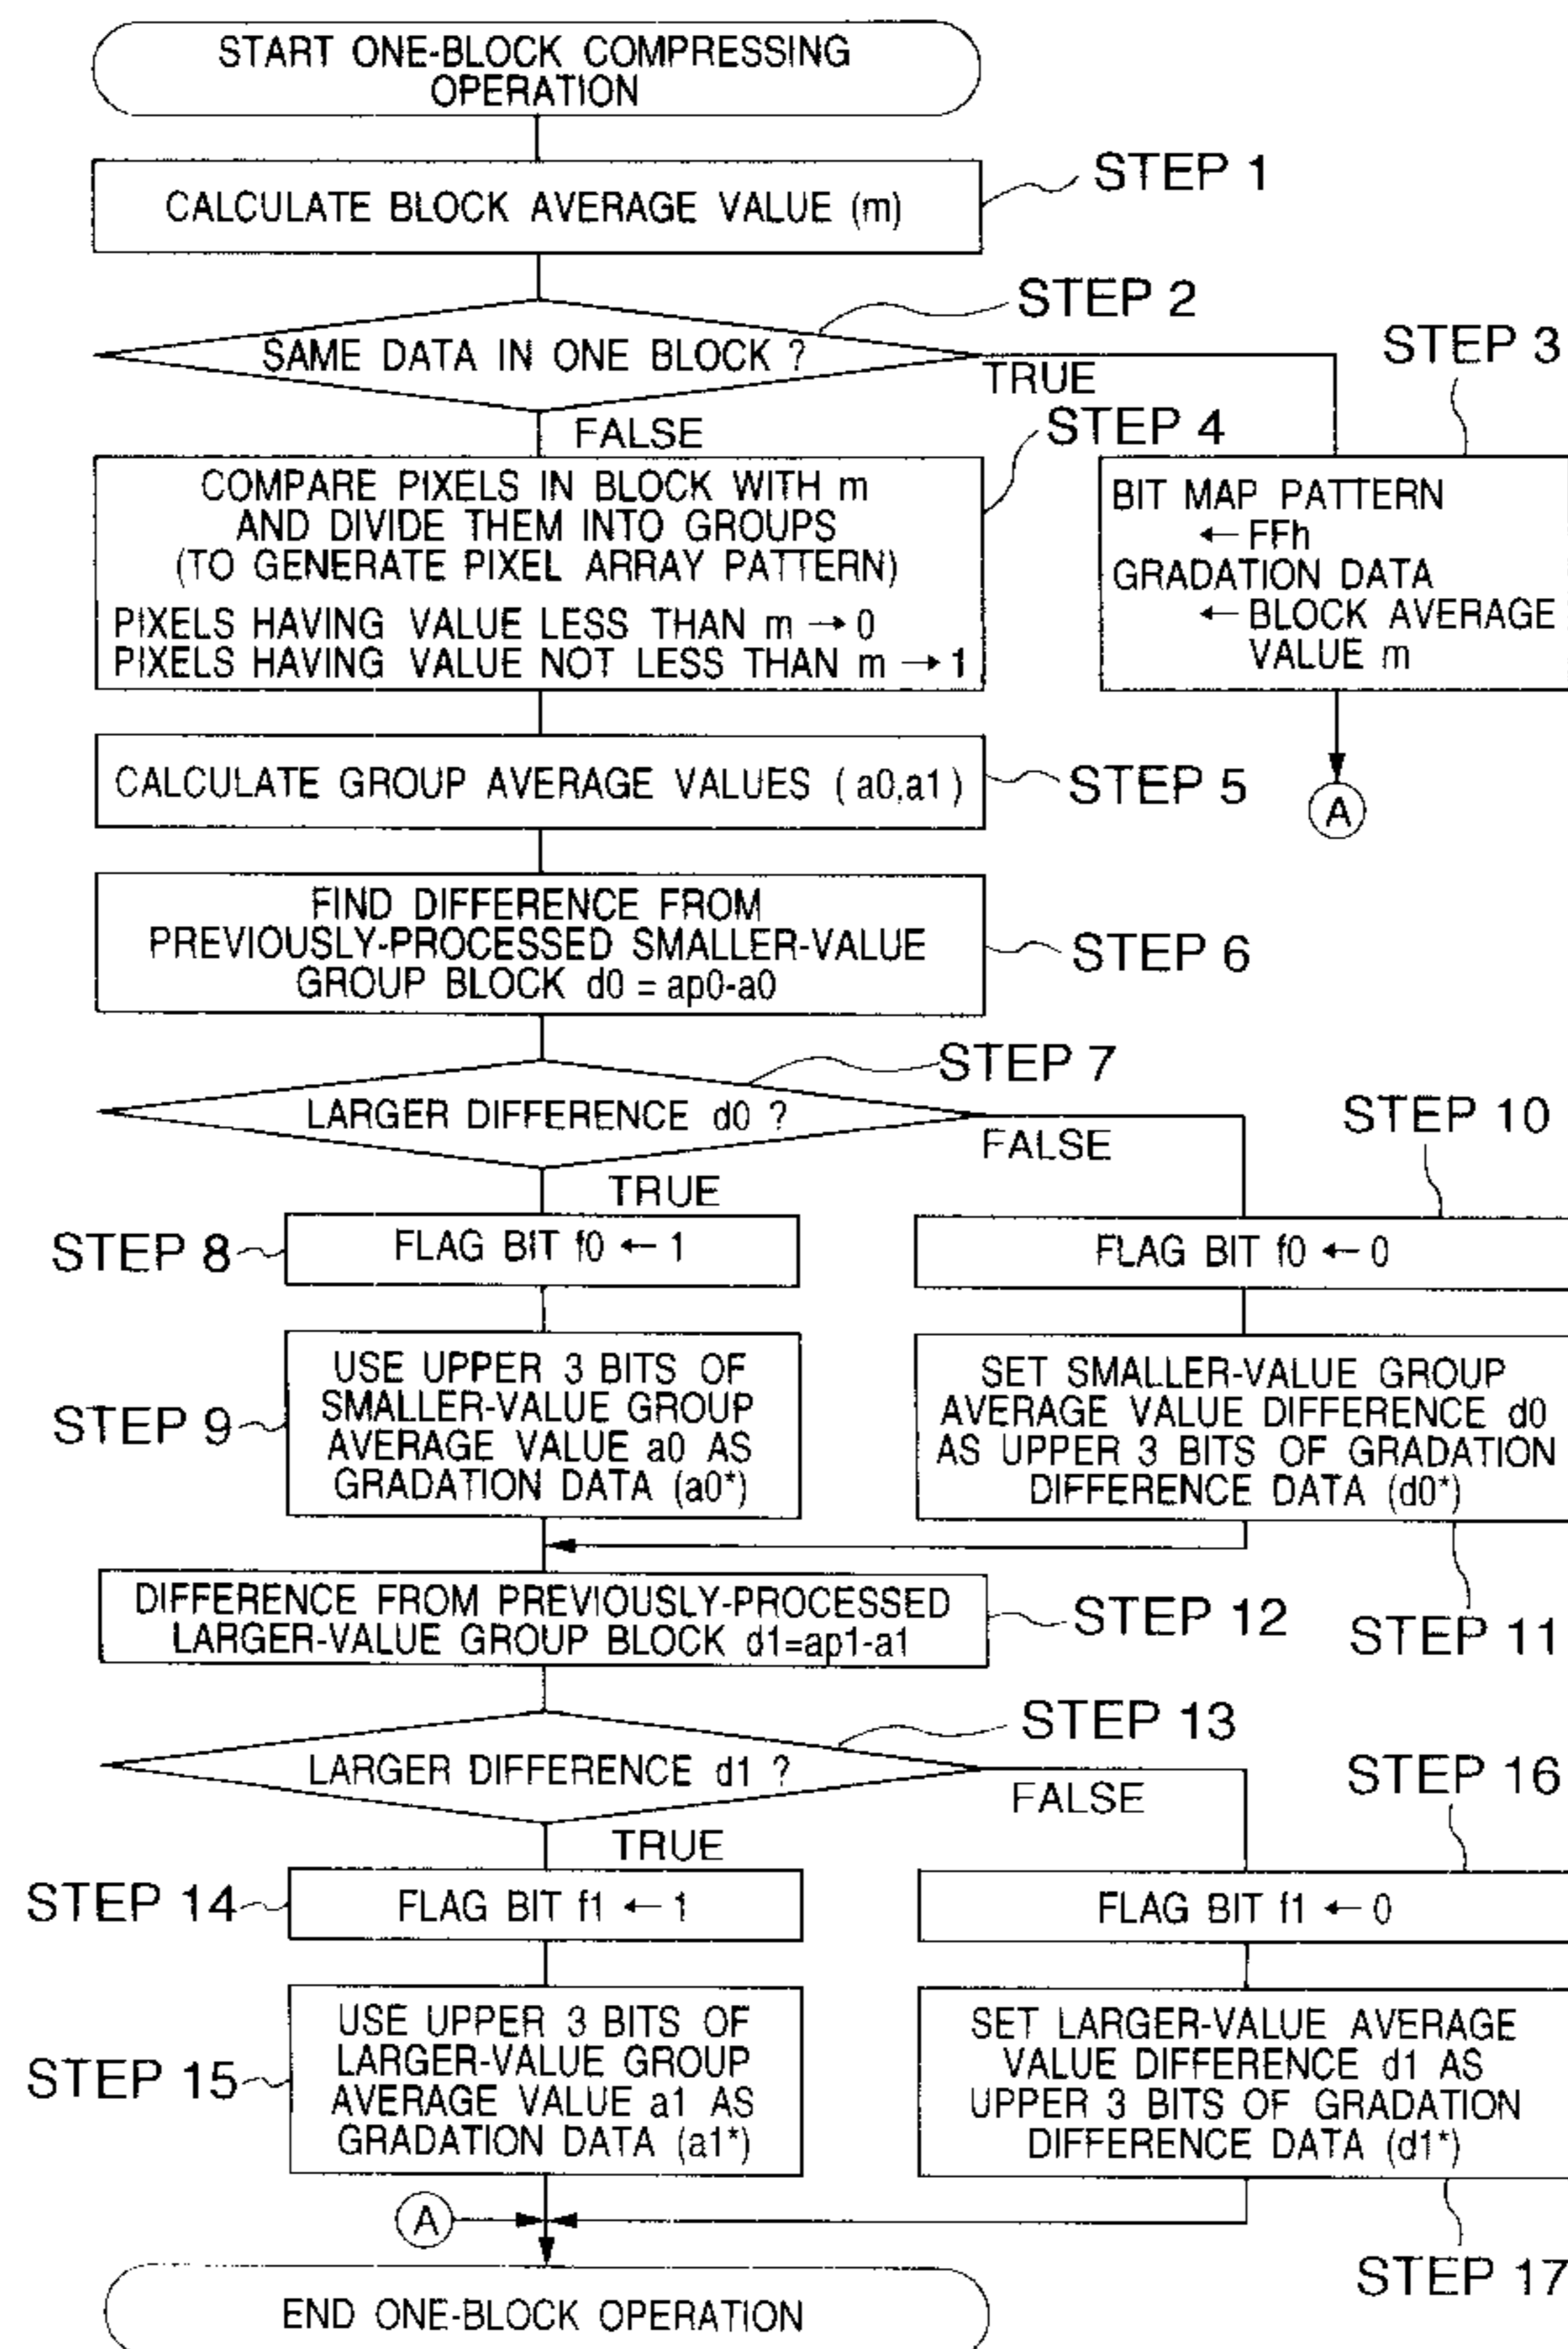 START ONE-BLOCK COMPRESSING
OPERATION
CALCULATE BLOCK AVERAGE VALUE (m)
STEP 1
STEP 2
SAME DATA IN ONE BLOCK ?
TRUE
FALSE
STEP 3
BIT MAP PATTERN
← FFh
GRADATION DATA
← BLOCK AVERAGE
VALUE m
A
STEP 4
COMPARE PIXELS IN BLOCK WITH m
AND DIVIDE THEM INTO GROUPS
(TO GENERATE PIXEL ARRAY PATTERN)
PIXELS HAVING VALUE LESS THAN m → 0
PIXELS HAVING VALUE NOT LESS THAN m → 1
CALCULATE GROUP AVERAGE VALUES ( a0,a1 )
STEP 5
FIND DIFFERENCE FROM
PREVIOUSLY-PROCESSED SMALLER-VALUE
GROUP BLOCK d0 = ap0-a0
STEP 6
STEP 7
LARGER DIFFERENCE d0 ?
FALSE
TRUE
STEP 8
FLAG BIT f0 ← 1
STEP 10
FLAG BIT f0 ← 0
STEP 9
USE UPPER 3 BITS OF
SMALLER-VALUE GROUP
AVERAGE VALUE a0 AS
GRADATION DATA (a0*)
SET SMALLER-VALUE GROUP
AVERAGE VALUE DIFFERENCE d0
AS UPPER 3 BITS OF GRADATION
DIFFERENCE DATA (d0*)
STEP 11
DIFFERENCE FROM PREVIOUSLY-PROCESSED
LARGER-VALUE GROUP BLOCK d1=ap1-a1
STEP 12
STEP 13
LARGER DIFFERENCE d1 ?
FALSE
TRUE
STEP 14
FLAG BIT f1 ← 1
STEP 16
FLAG BIT f1 ← 0
STEP 15
USE UPPER 3 BITS OF
LARGER-VALUE GROUP
AVERAGE VALUE a1 AS
GRADATION DATA (a1*)
SET LARGER-VALUE AVERAGE
VALUE DIFFERENCE d1 AS
UPPER 3 BITS OF GRADATION
DIFFERENCE DATA (d1*)
STEP 17
A
END ONE-BLOCK OPERATION